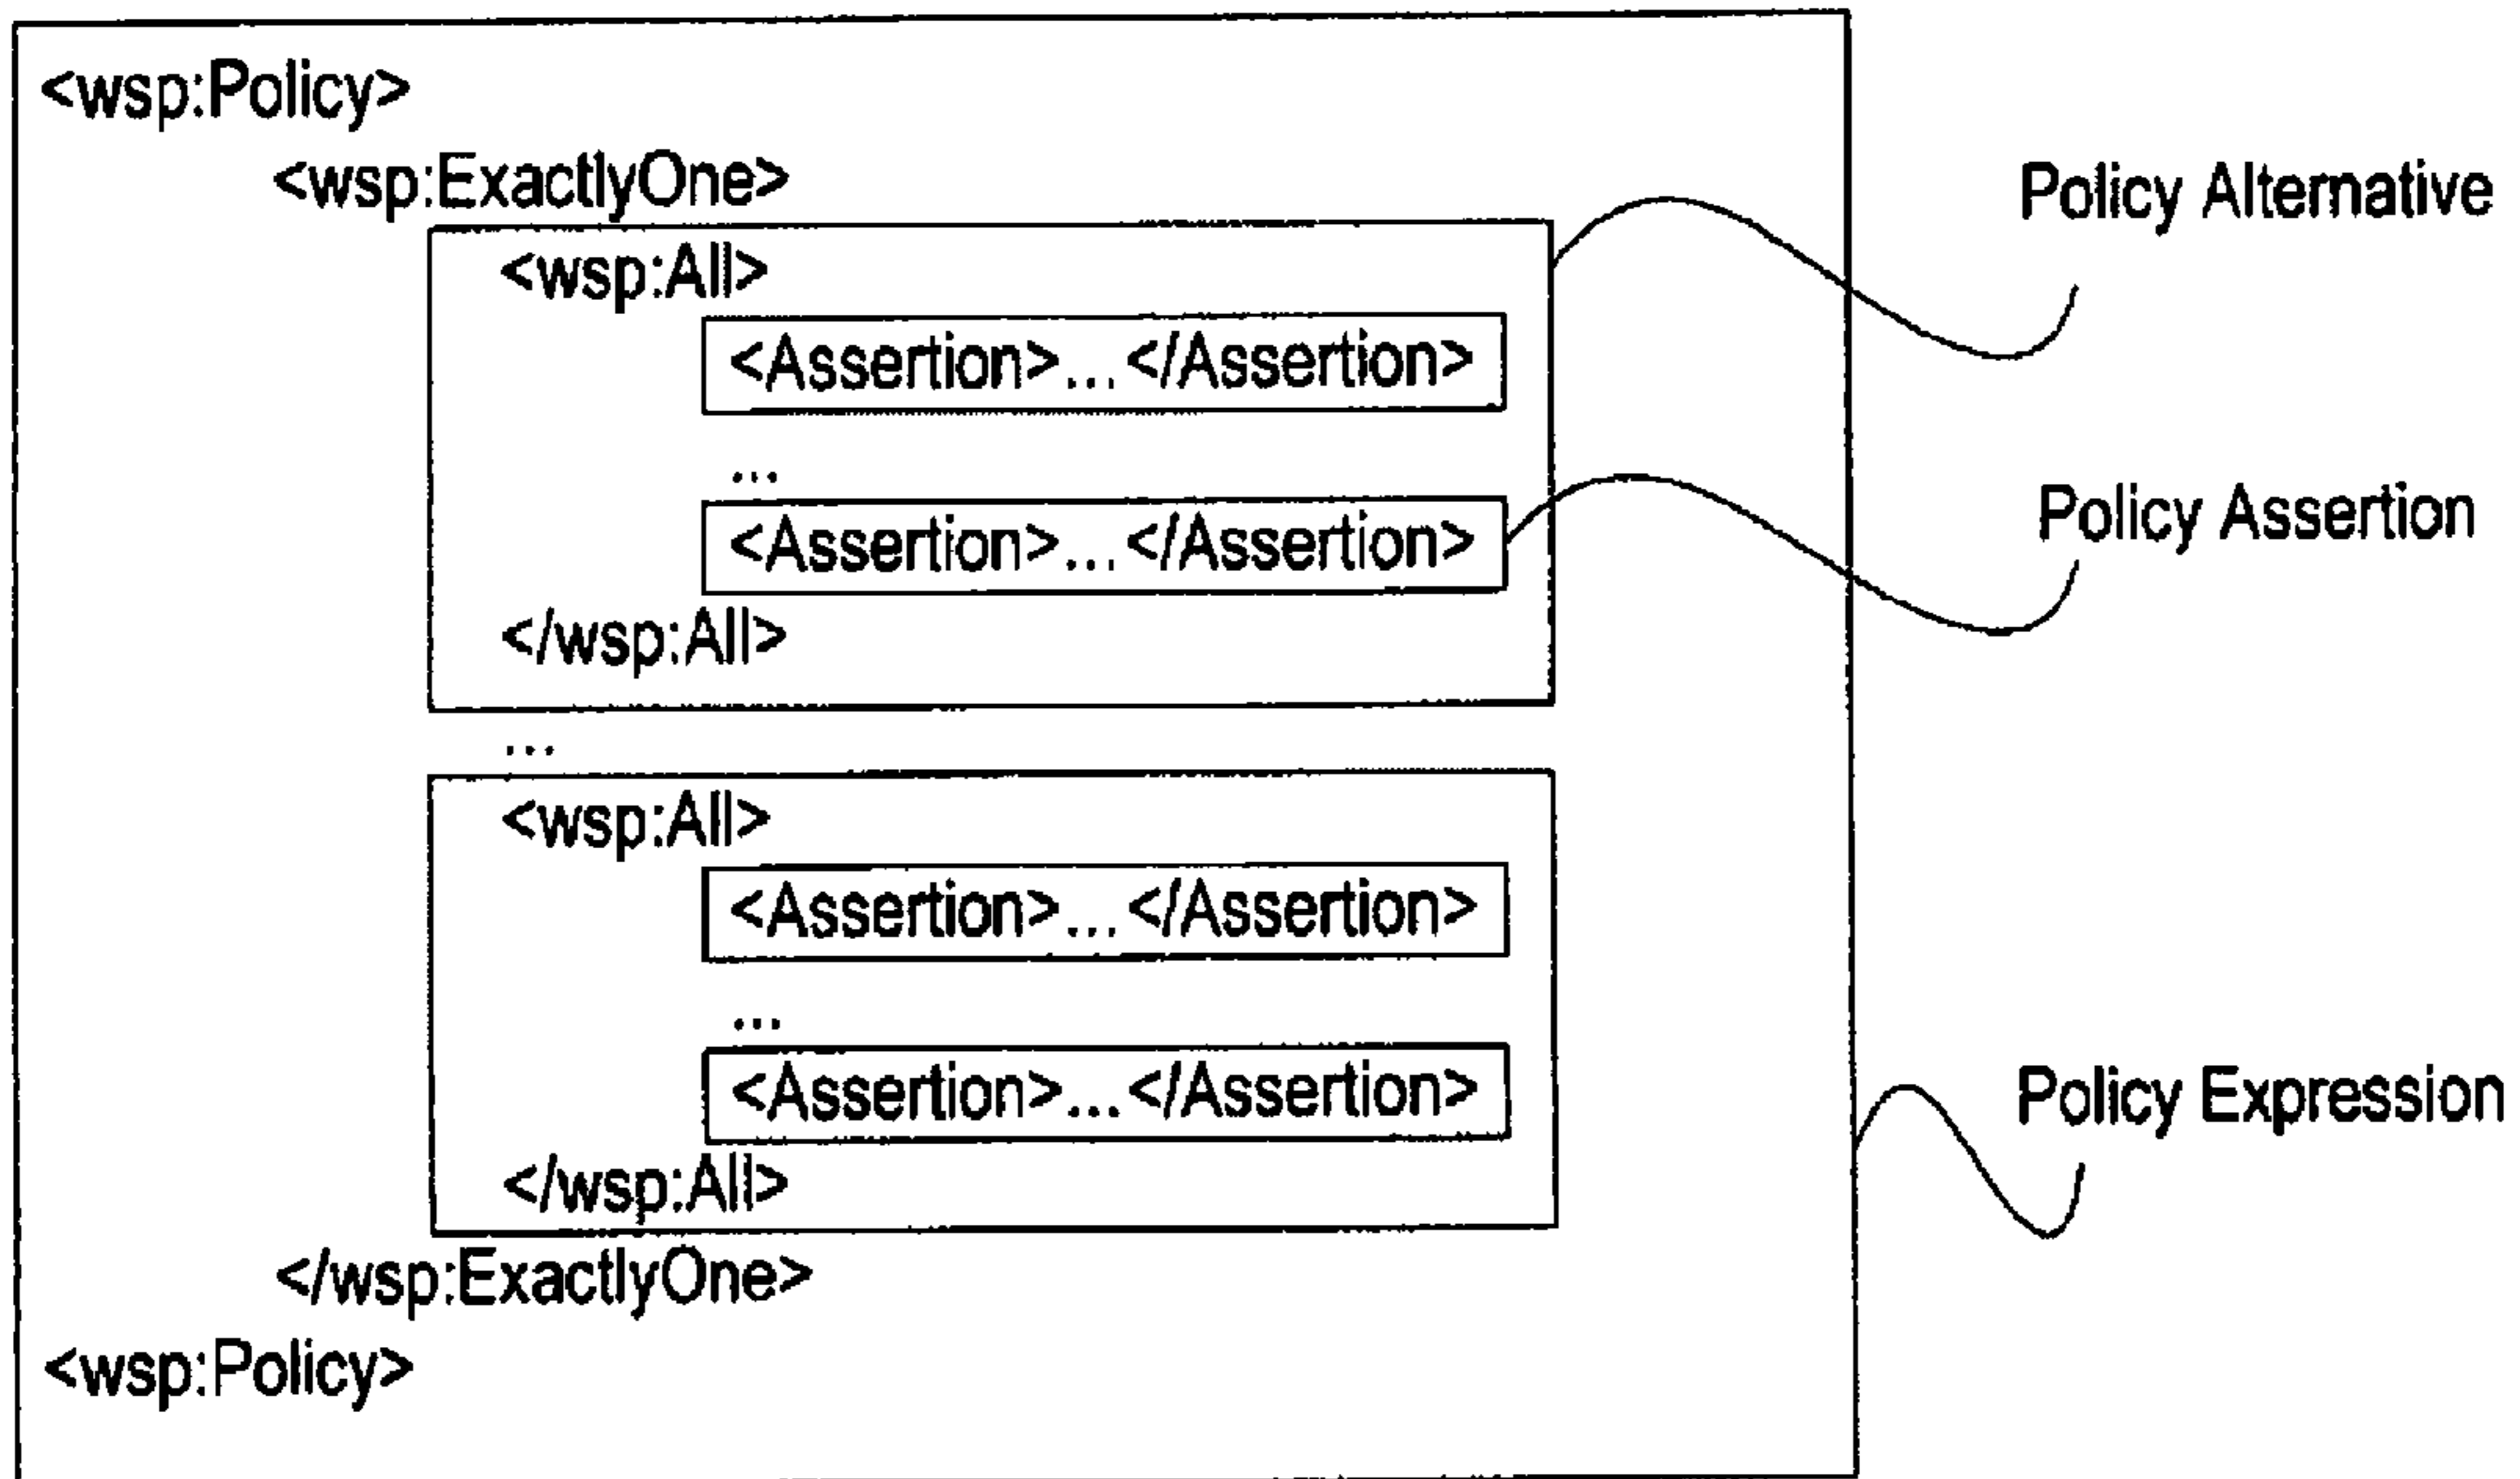 <wsp:Policy>
<wsp:ExactlyOne>
<wsp:All>
<Assertion>...</Assertion>
...
<Assertion>...</Assertion>
</wsp:All>
...
<wsp:All>
<Assertion>...</Assertion>
...
<Assertion>...</Assertion>
</wsp:All>
</wsp:ExactlyOne>
<wsp:Policy>
Policy Alternative
Policy Assertion
Policy Expression